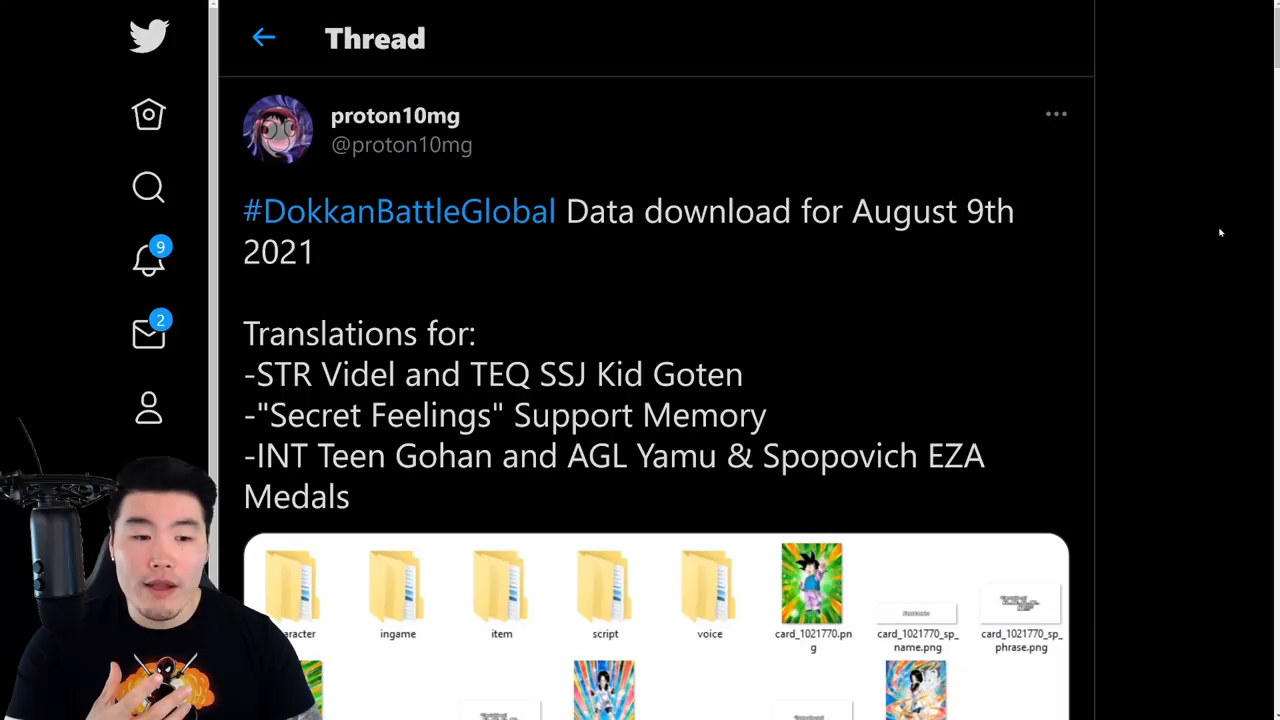 Thread
proton10mg
@proton10mg
#DokkanBattleGlobal Data download for August 9th
2021
9
2
Translations for:
-STR Videl and TEQ SSJ Kid Goten
-"Secret Feelings" Support Memory
-INT Teen Gohan and AGL Yamu & Spopovich EZA
Medals
aracter
ingame
item
script
voice
card_1021770.pn
g
card_1021770_sp_
name.png
card_1021770_sp_
phrase.png